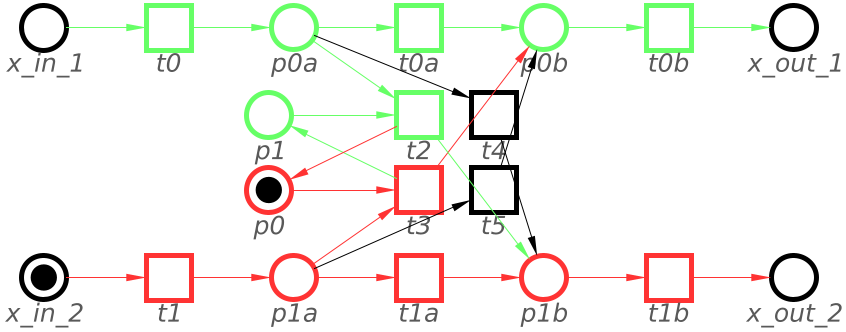 x_in_1 t0 p0a t0a p0b t0b x_out_1
p1 t2 t4
p0 t3 t5
x_in_2 t1 p1a t1a p1b t1b x_out_2